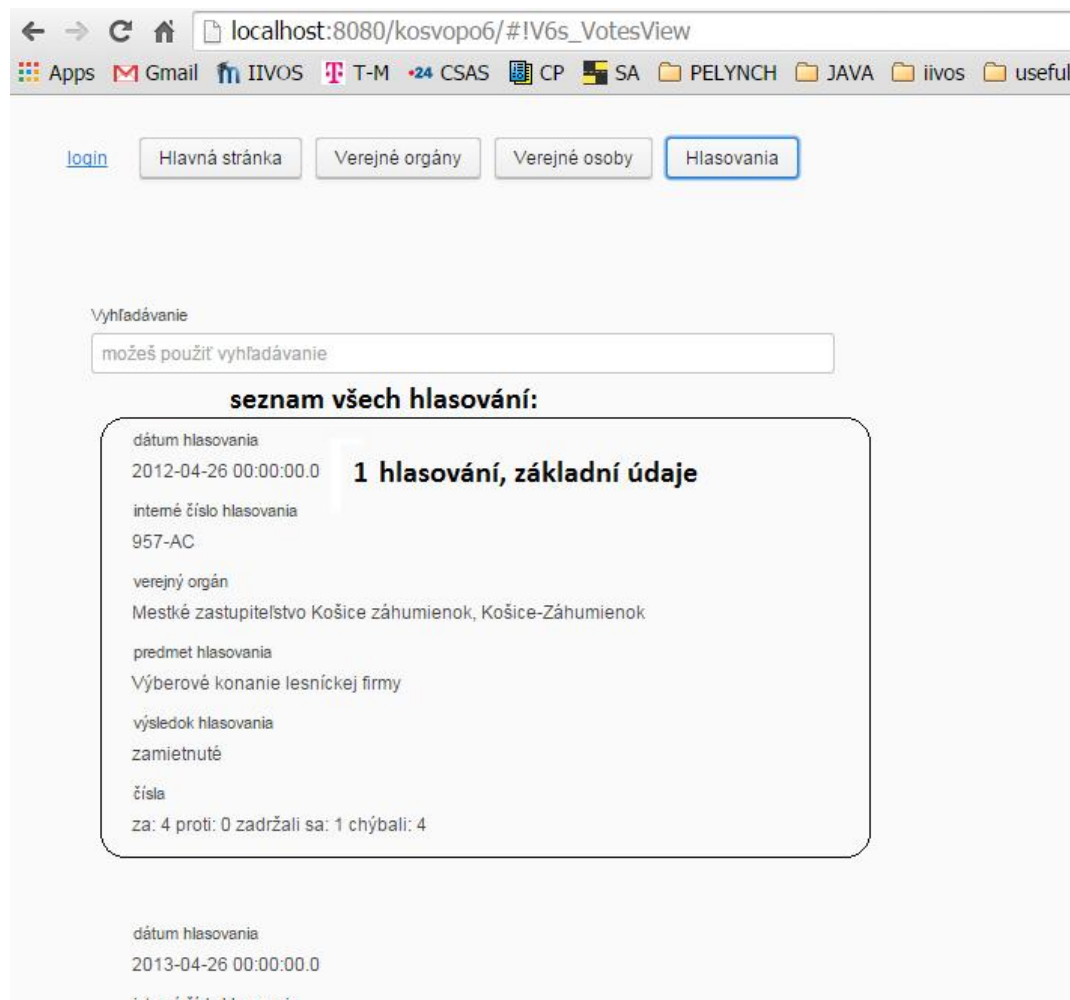 localhost:8080/kosvopo6/#!V6s_VotesView
Apps Gmail IIVOS T-M CSAS CP SA PELYNCH JAVA iivos useful
login Hlavná stránka Verejné orgány Verejné osoby Hlasovania
Vyhľadávanie
možeš použiť vyhľadávanie
seznam všech hlasování:
dátum hlasovania
2012-04-26 00:00:00.0
1 hlasování, základní údaje
interné číslo hlasovania
957-AC
verejný orgán
Mestké zastupiteľstvo Košice záhumienok, Košice-Záhumienok
predmet hlasovania
Výberové konanie lesníckej firmy
výsledok hlasovania
zamietnuté
čísla
za: 4 proti: 0 zadržali sa: 1 chýbali: 4
dátum hlasovania
2013-04-26 00:00:00.0